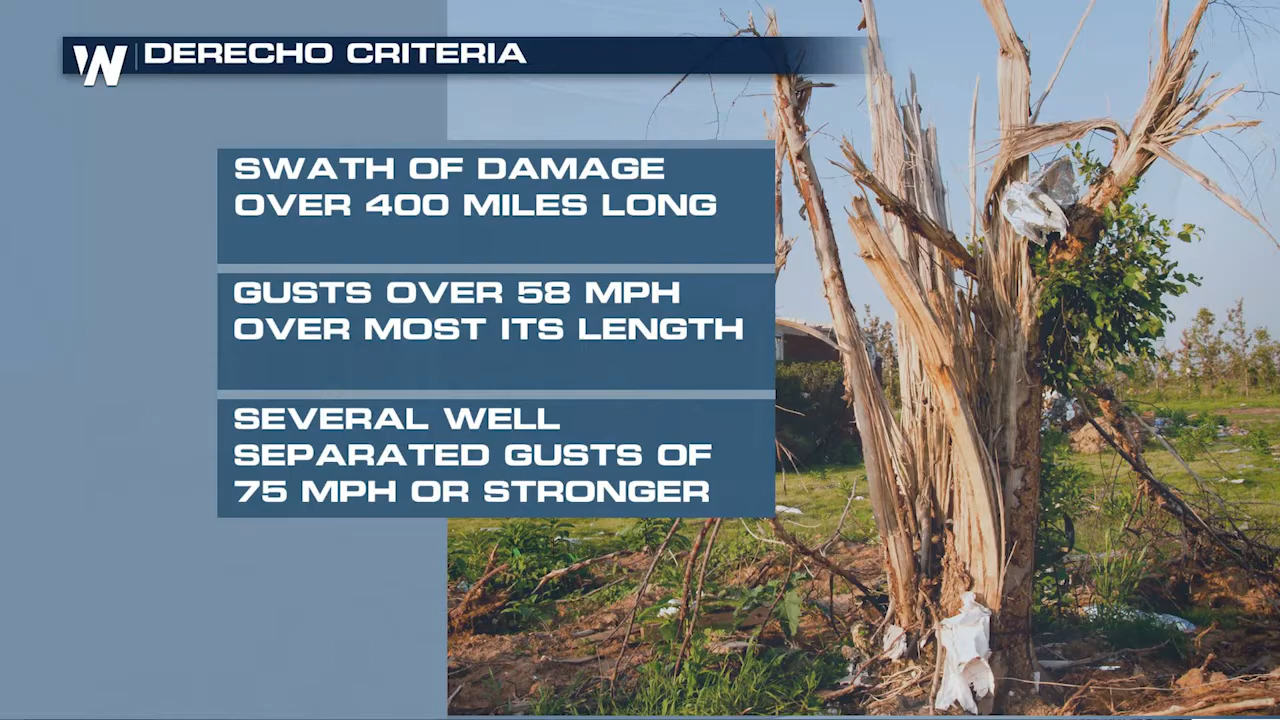 W DERECHO CRITERIA
SWATH OF DAMAGE
OVER 400 MILES LONG
GUSTS OVER 58 MPH
OVER MOST ITS LENGTH
SEVERAL WELL
SEPARATED GUSTS OF
75 MPH OR STRONGER